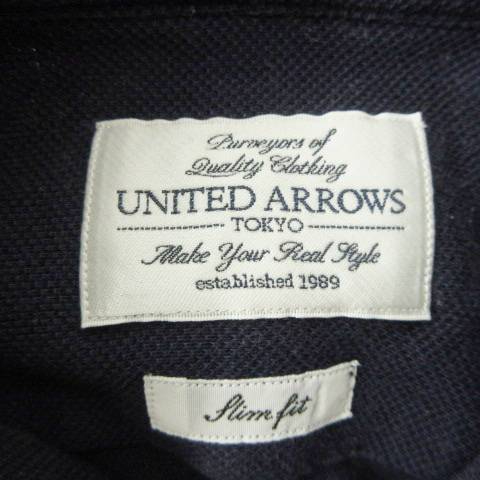 Purveyors of
Quality Clothing
UNITED ARROWS
TOKYO
Make Your Real Style
established 1989
Slim fit